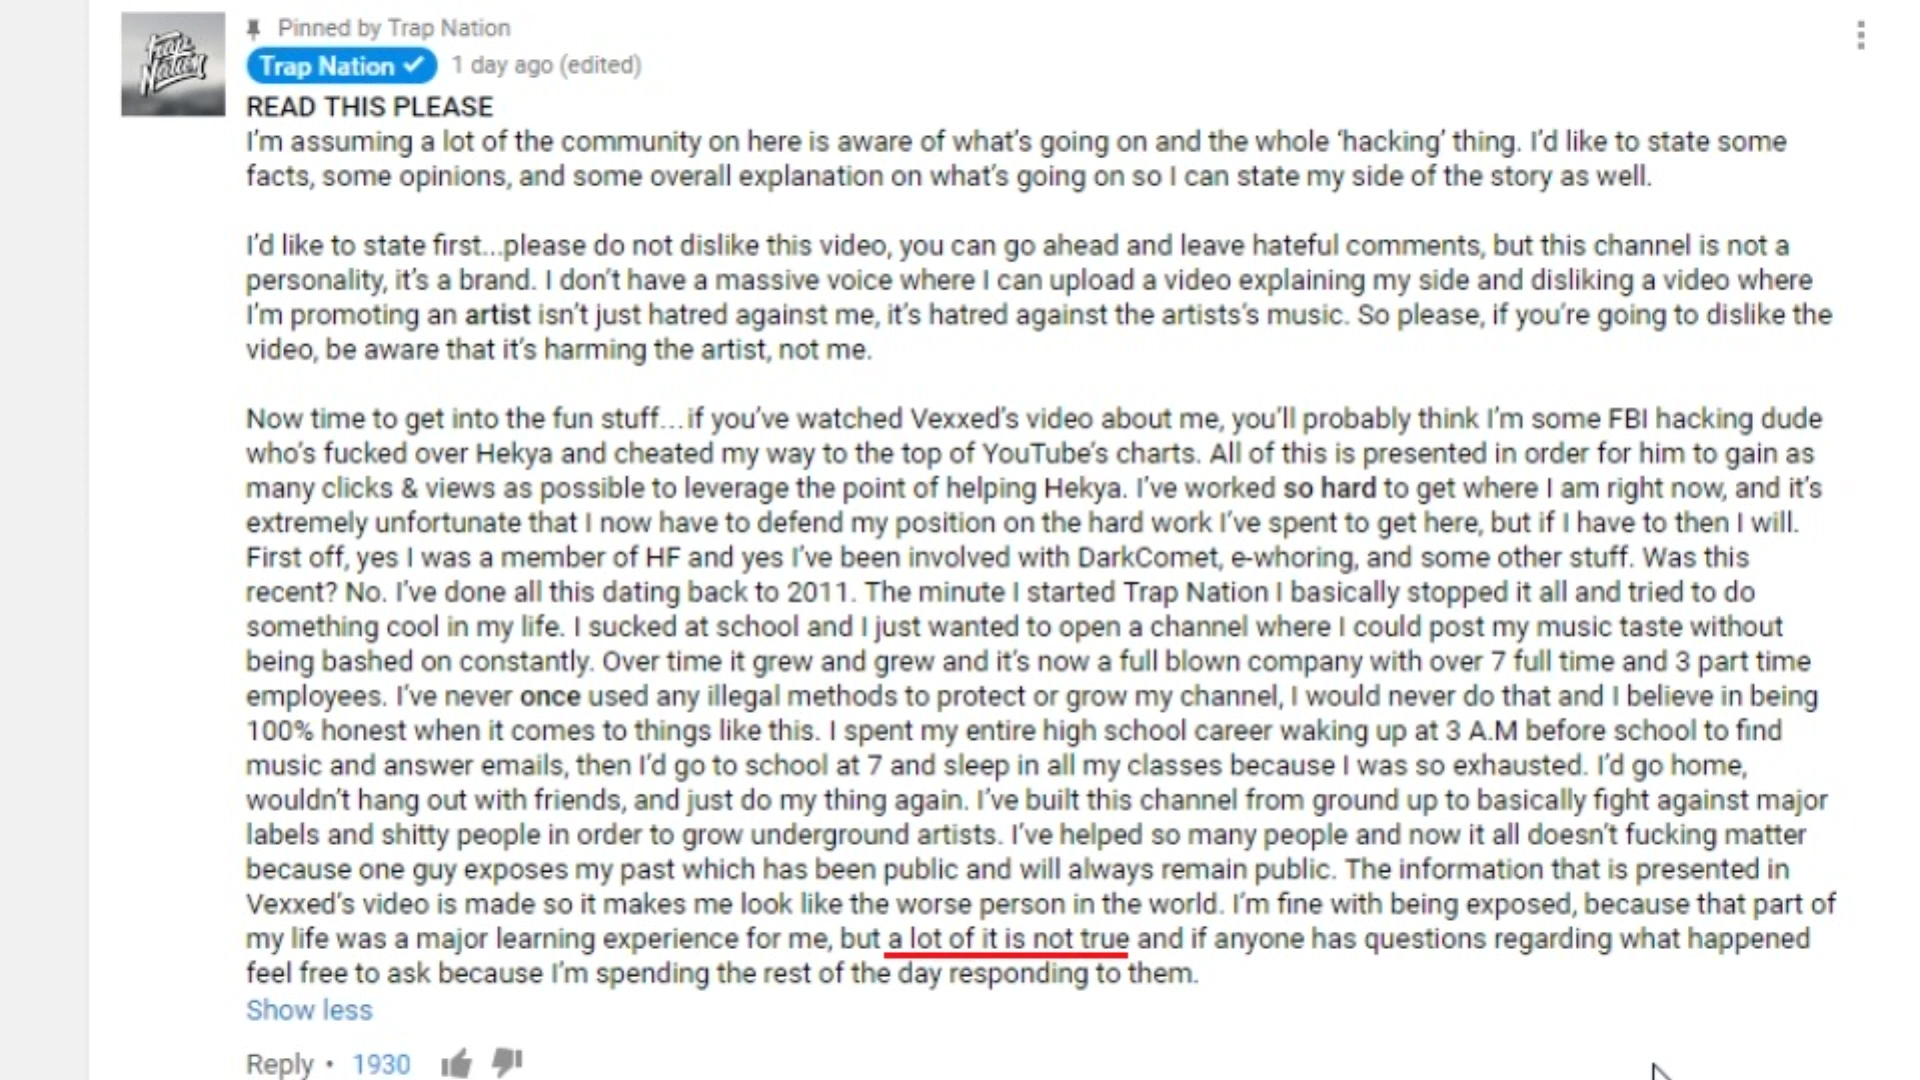 Trap Nation
Pinned by Trap Nation
Trap Nation 1 day ago (edited)
READ THIS PLEASE
I'm assuming a lot of the community on here is aware of what's going on and the whole 'hacking' thing. I'd like to state some
facts, some opinions, and some overall explanation on what's going on so I can state my side of the story as well.
I'd like to state first...please do not dislike this video, you can go ahead and leave hateful comments, but this channel is not a
personality, it's a brand. I don't have a massive voice where I can upload a video explaining my side and disliking a video where
I'm promoting an artist isn't just hatred against me, it's hatred against the artists's music. So please, if you're going to dislike the
video, be aware that it's harming the artist, not me.
Now time to get into the fun stuff...if you've watched Vexxed's video about me, you'll probably think I'm some FBI hacking dude
who's fucked over Hekya and cheated my way to the top of YouTube's charts. All of this is presented in order for him to gain as
many clicks & views as possible to leverage the point of helping Hekya. I've worked so hard to get where I am right now, and it's
extremely unfortunate that I now have to defend my position on the hard work I've spent to get here, but if I have to then I will.
First off, yes I was a member of HF and yes I've been involved with DarkComet, e-whoring, and some other stuff. Was this
recent? No. I've done all this dating back to 2011. The minute I started Trap Nation I basically stopped it all and tried to do
something cool in my life. I sucked at school and I just wanted to open a channel where I could post my music taste without
being bashed on constantly. Over time it grew and grew and it's now a full blown company with over 7 full time and 3 part time
employees. I've never once used any illegal methods to protect or grow my channel, I would never do that and I believe in being
100% honest when it comes to things like this. I spent my entire high school career waking up at 3 A.M before school to find
music and answer emails, then I'd go to school at 7 and sleep in all my classes because I was so exhausted. I'd go home,
wouldn't hang out with friends, and just do my thing again. I've built this channel from ground up to basically fight against major
labels and shitty people in order to grow underground artists. I've helped so many people and now it all doesn't fucking matter
because one guy exposes my past which has been public and will always remain public. The information that is presented in
Vexxed's video is made so it makes me look like the worse person in the world. I'm fine with being exposed, because that part of
my life was a major learning experience for me, but a lot of it is not true and if anyone has questions regarding what happened
feel free to ask because I'm spending the rest of the day responding to them.
Show less
Reply • 1930